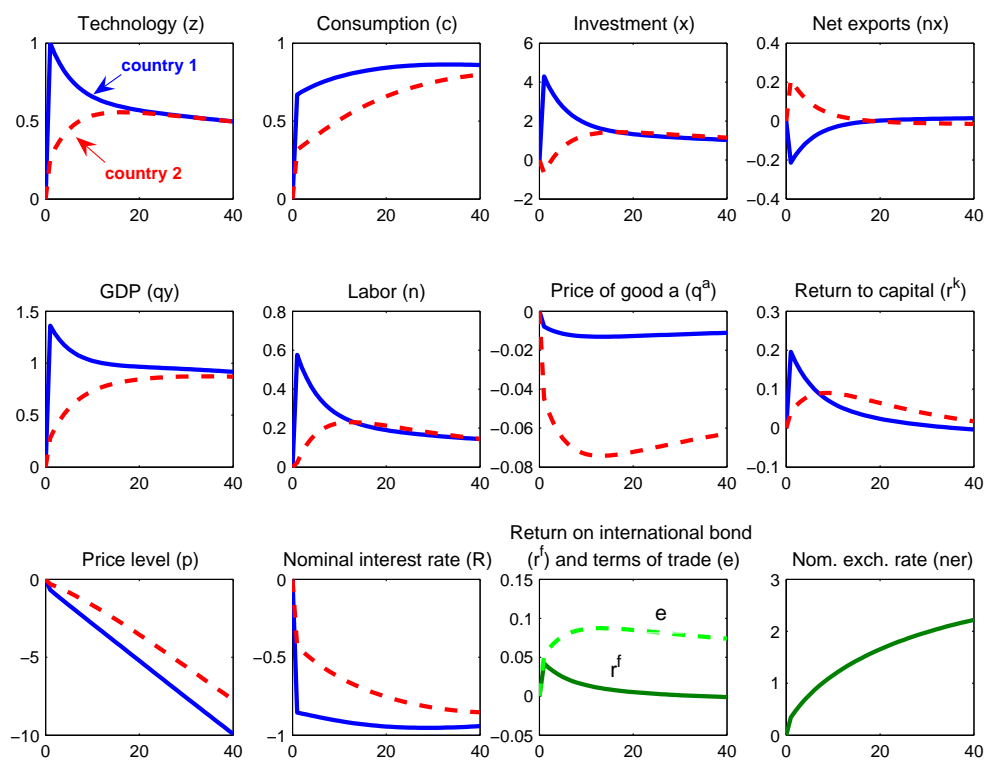 Technology (z)
Consumption (c)
Investment (x)
Net exports (nx)
1
0.5
0
0 20 40
country 1
country 2
1
0.5
0
0 20 40
6
4
2
0
−2
0 20 40
0.4
0.2
0
−0.2
−0.4
0 20 40
GDP (qy)
Labor (n)
Price of good a (q^a)
Return to capital (r^k)
1.5
1
0.5
0
0 20 40
0.8
0.6
0.4
0.2
0
0 20 40
0
−0.02
−0.04
−0.06
−0.08
0 20 40
0.3
0.2
0.1
0
−0.1
0 20 40
Price level (p)
Nominal interest rate (R)
Return on international bond
(r^f) and terms of trade (e)
Nom. exch. rate (ner)
0
−5
−10
0 20 40
0
−0.5
−1
0 20 40
0.15
0.1
0.05
0
−0.05
0 20 40
e
r^f
3
2
1
0
0 20 40